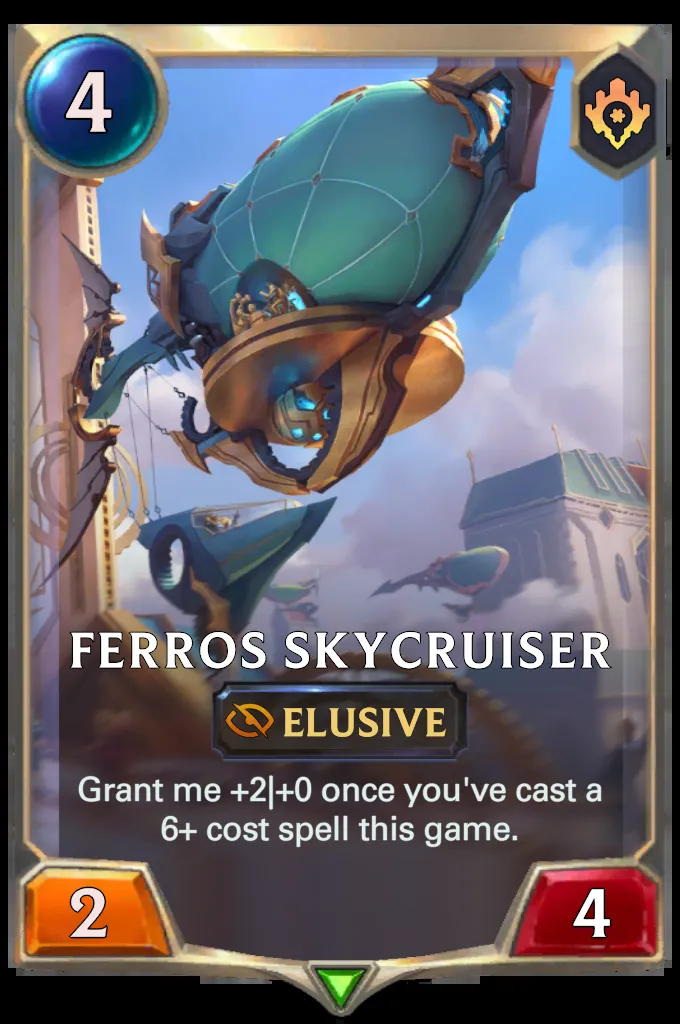 4
FERROS SKYCRUISER
ELUSIVE
Grant me +2|+0 once you've cast a
6+ cost spell this game.
2
4